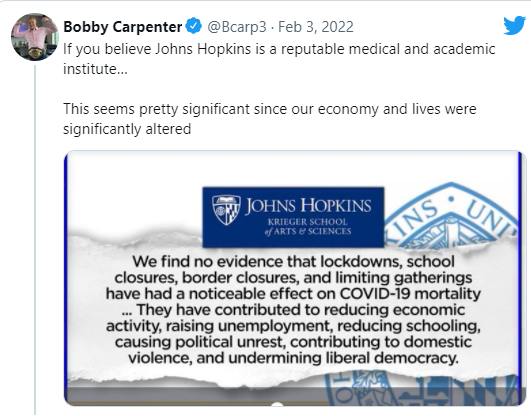 Bobby Carpenter @Bcarp3 · Feb 3, 2022
If you believe Johns Hopkins is a reputable medical and academic
institute...
This seems pretty significant since our economy and lives were
significantly altered
JOHNS HOPKINS
KRIEGER SCHOOL
of ARTS & SCIENCES
INS · UNI
We find no evidence that lockdowns, school
closures, border closures, and limiting gatherings
have had a noticeable effect on COVID-19 mortality
... They have contributed to reducing economic
activity, raising unemployment, reducing schooling,
causing political unrest, contributing to domestic
violence, and undermining liberal democracy.